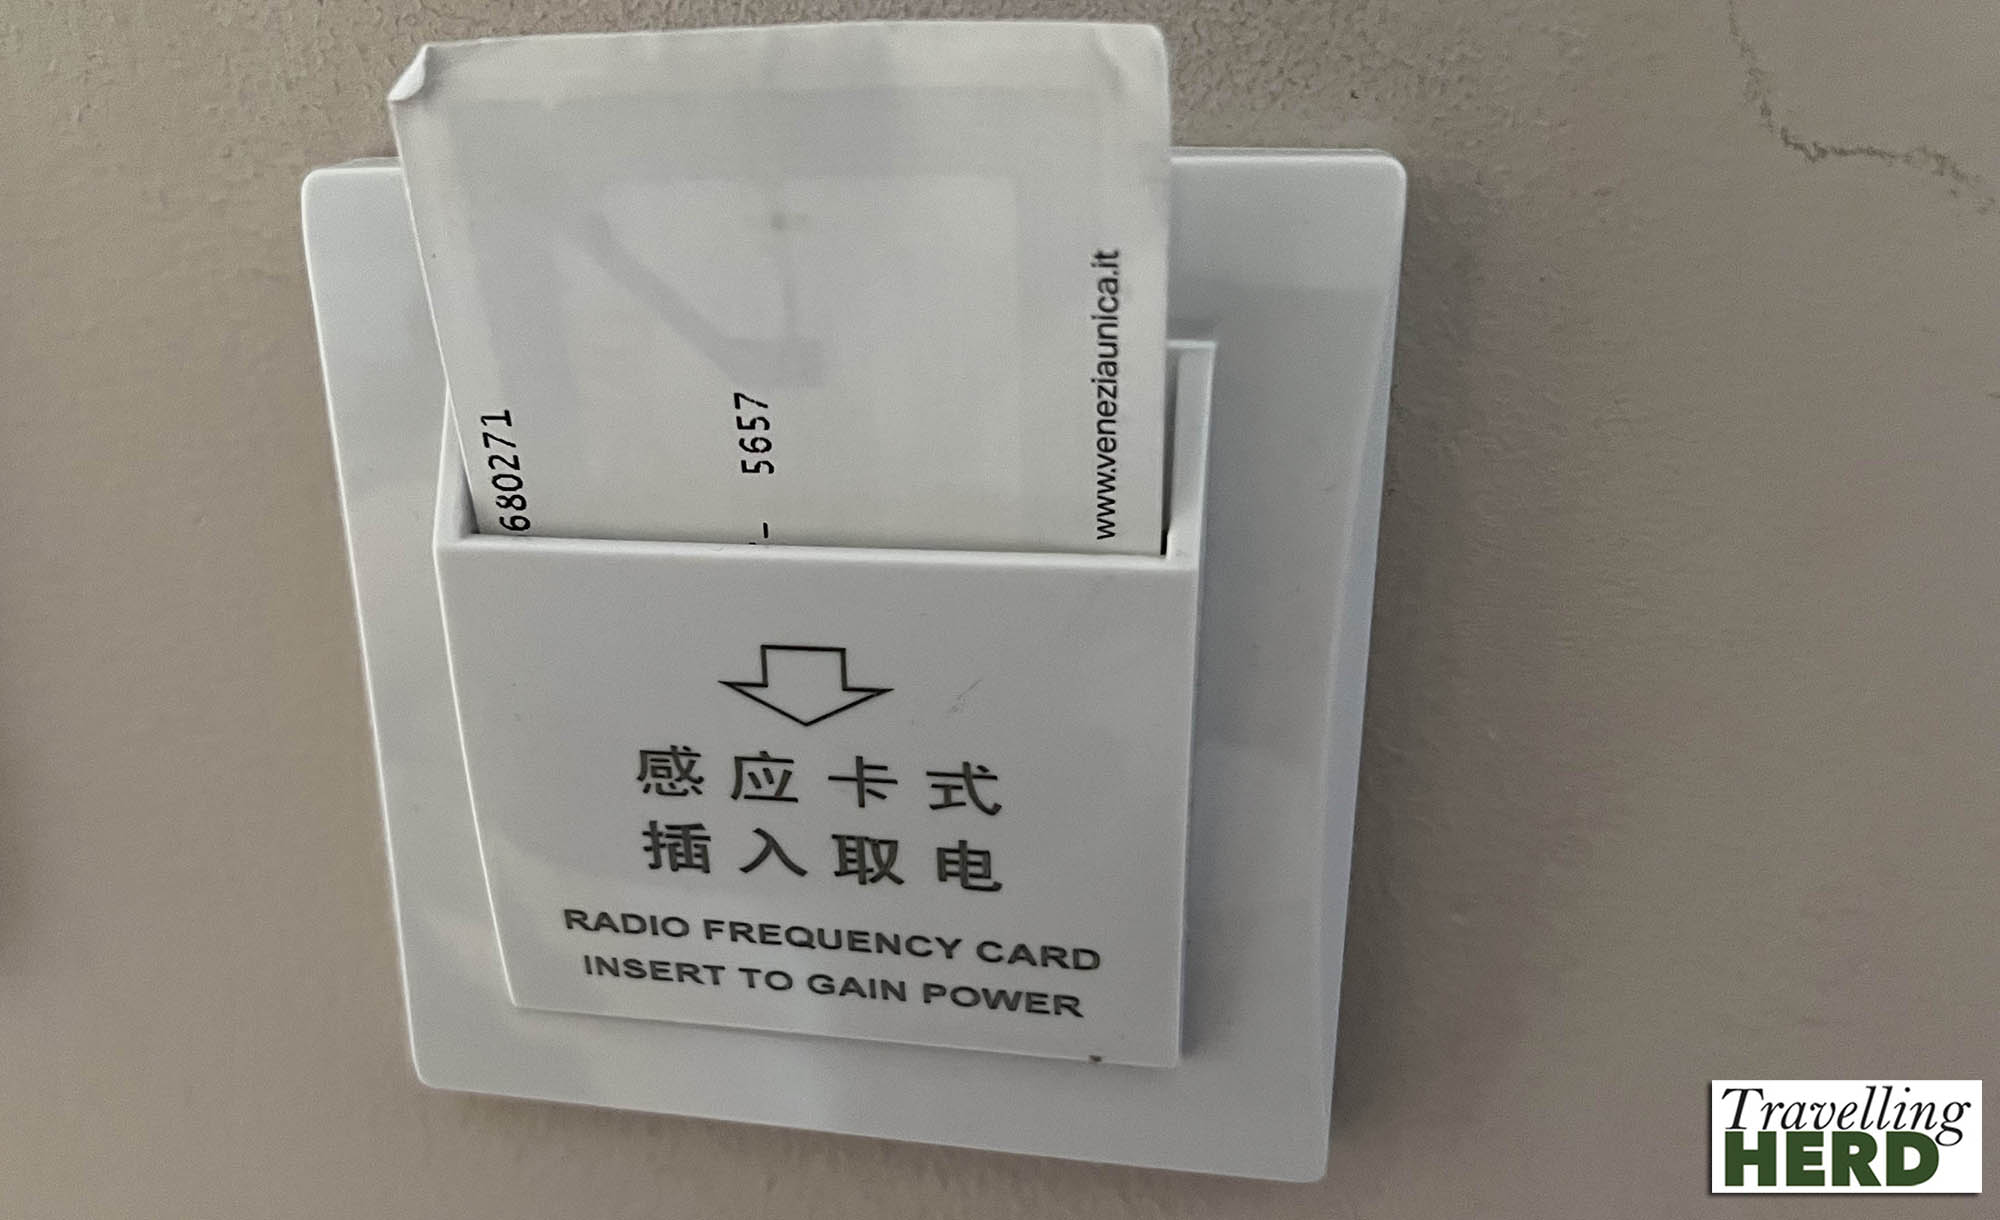 680271
- 5657
www.veneziaunica.it
感应卡式
插入取电
RADIO FREQUENCY CARD
INSERT TO GAIN POWER
Travelling
HERD